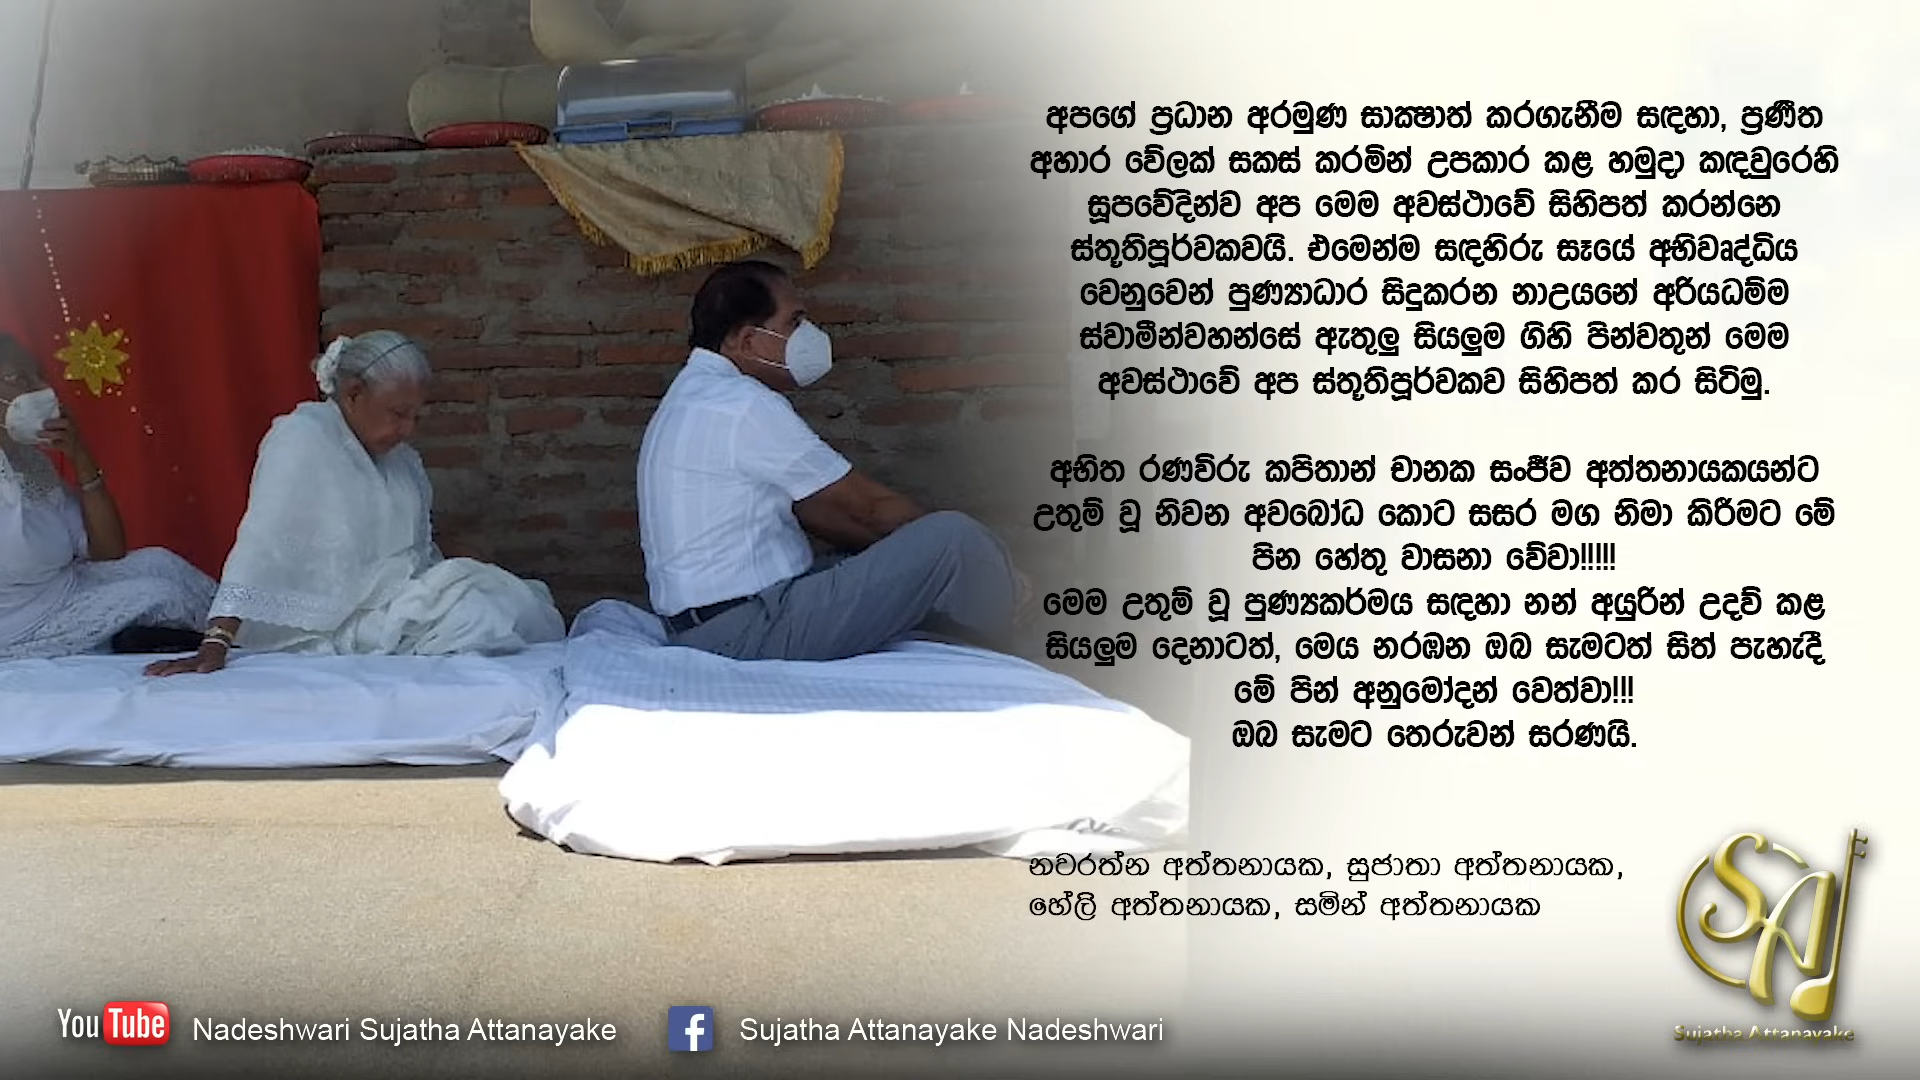 අපගේ ප්‍රධාන අරමුණ සාක්‍ෂාත් කරගැනීම සඳහා, ප්‍රණීත
අහාර වේලක් සකස් කරමින් උපකාර කළ හමුදා කඳවුරෙහි
සූපවේදින්ව අප මෙම අවස්ථාවේ සිහිපත් කරන්නෙ
ස්තූතිපූර්වකවයි. එමෙන්ම සඳහිරු සෑයේ අභිවෘද්ධිය
වෙනුවෙන් පුණ්‍යාධාර සිදුකරන නාඋයනේ අරියධම්ම
ස්වාමීන්වහන්සේ ඇතුලු සියලුම ගිහි පින්වතුන් මෙම
අවස්ථාවේ අප ස්තූතිපූර්වකව සිහිපත් කර සිටිමු.
අභිත රණවිරු කපිතාන් චානක සංජීව අත්තනායකයන්ට
උතුම් වූ නිවන අවබෝධ කොට සසර මග නිමා කිරීමට මේ
පින හේතු වාසනා වේවා!!!!!
මෙම උතුම් වූ පුණ්‍යකර්මය සඳහා නන් අයුරින් උදව් කළ
සියලුම දෙනාටත්, මෙය නරඹන ඔබ සැමටත් සිත් පැහැදී
මේ පින් අනුමෝදන් වෙත්වා!!!
ඔබ සැමට තෙරුවන් සරණයි.
නවරත්න අත්තනායක, සුජාතා අත්තනායක,
හේලි අත්තනායක, සමින් අත්තනායක
SA
Sujatha Attanayake
YouTube Nadeshwari Sujatha Attanayake f Sujatha Attanayake Nadeshwari